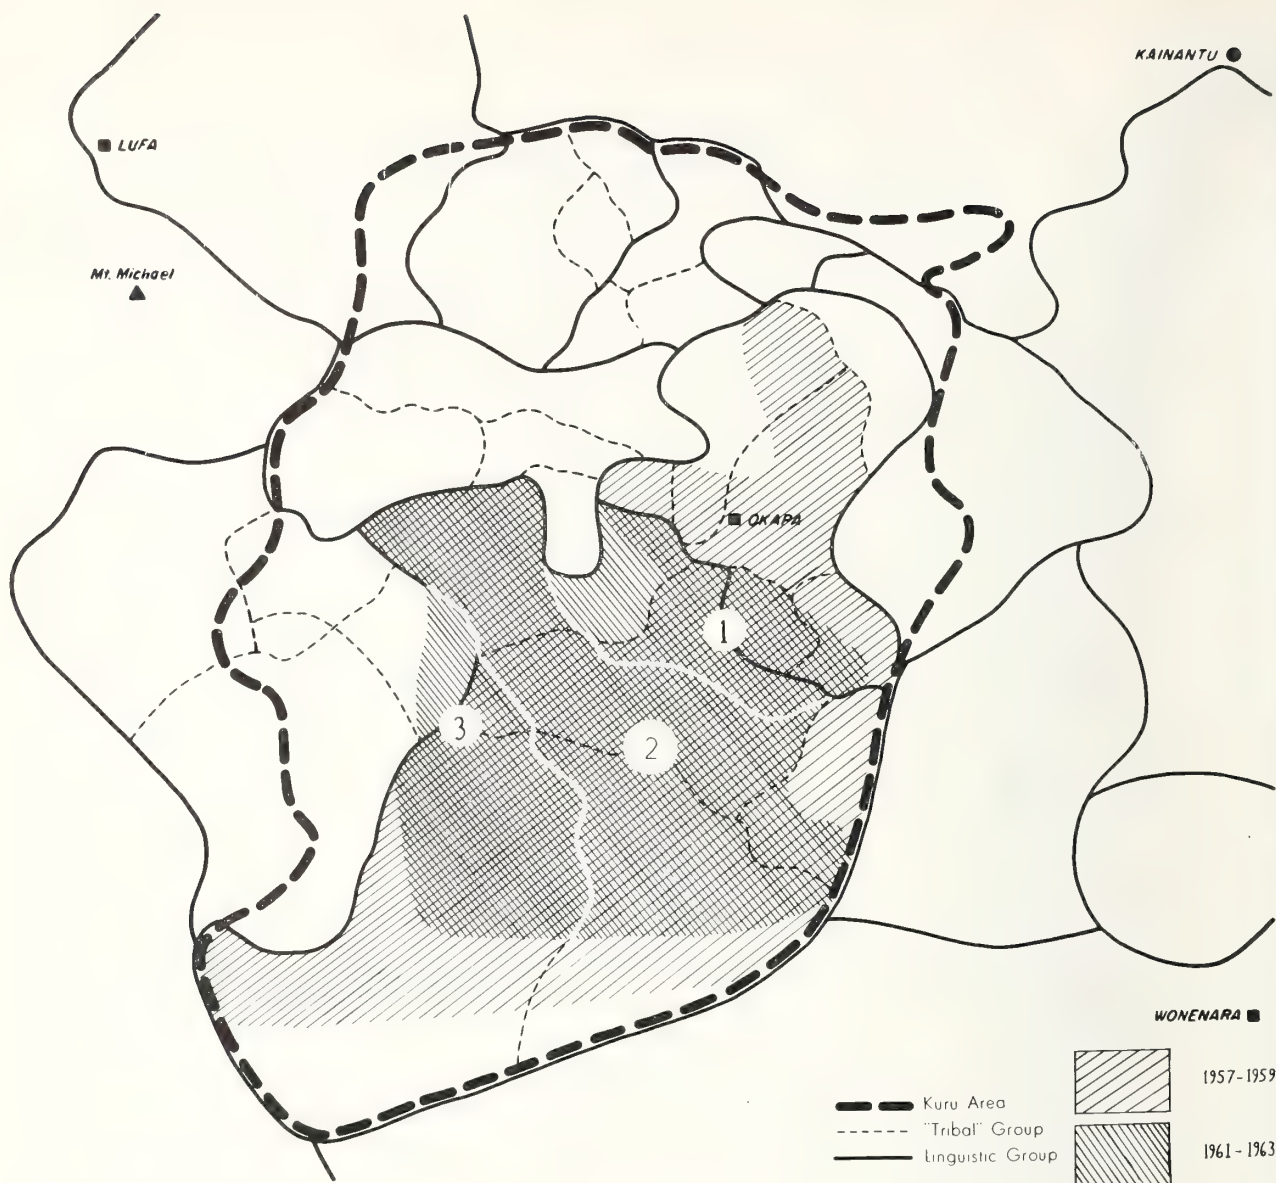 KAINANTU
LUFA
Mt. Michael
OKAPA
1
3
2
WONENARA
1957-1959
Kuru Area
"Tribal" Group
1961-1963
Linguistic Group